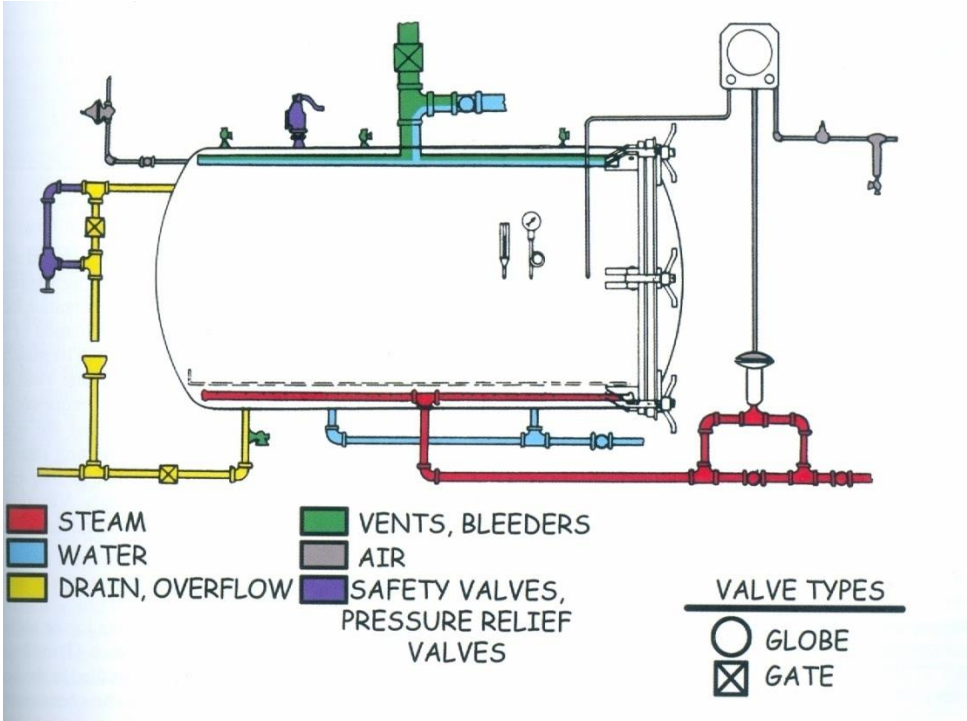 STEAM
WATER
DRAIN, OVERFLOW
VENTS, BLEEDERS
AIR
SAFETY VALVES,
PRESSURE RELIEF
VALVES
VALVE TYPES
GLOBE
GATE